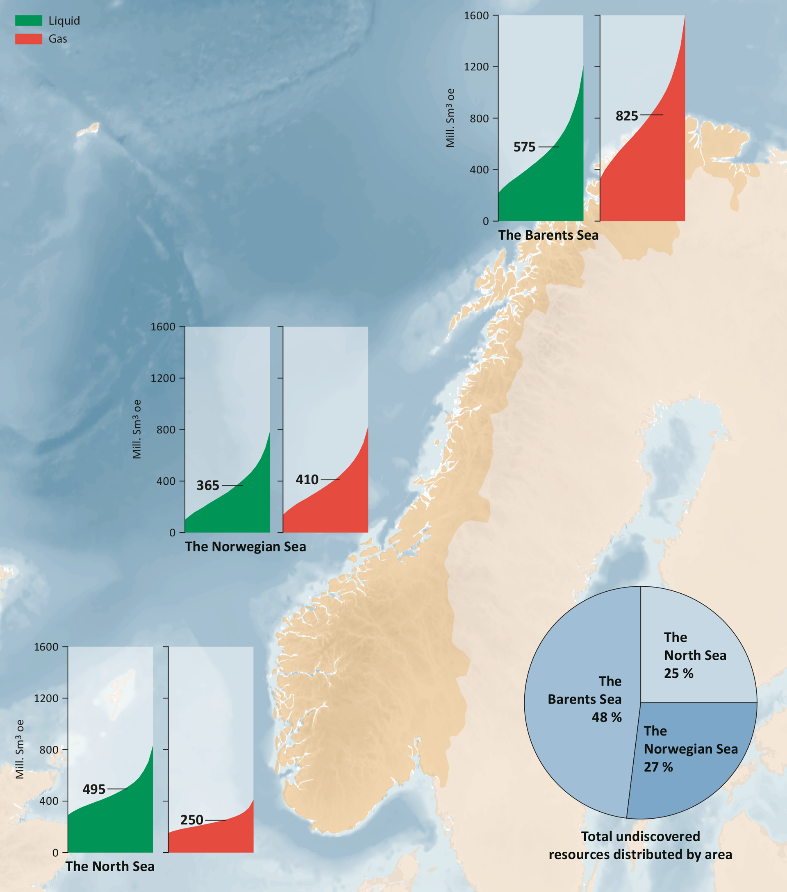 Liquid
Gas
1600
1200
800
400
0
Mill. Sm³ oe
575
825
The Barents Sea
1600
1200
800
400
0
Mill. Sm³ oe
365
410
The Norwegian Sea
1600
1200
800
400
0
Mill. Sm³ oe
495
250
The North Sea
The
North Sea
25 %
The
Barents Sea
48 %
The
Norwegian Sea
27 %
Total undiscovered
resources distributed by area